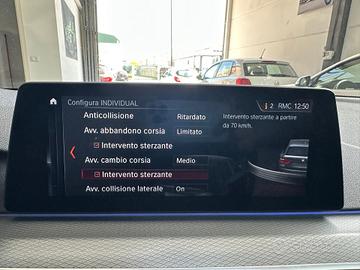 Configura INDIVIDUAL
2 RMC 12:50
Anticollisione Ritardato
Avv. abbandono corsia Limitato
Intervento sterzante
Avv. cambio corsia Medio
Intervento sterzante
Avv. collisione laterale On
Intervento sterzante a partire
da 70 km/h.